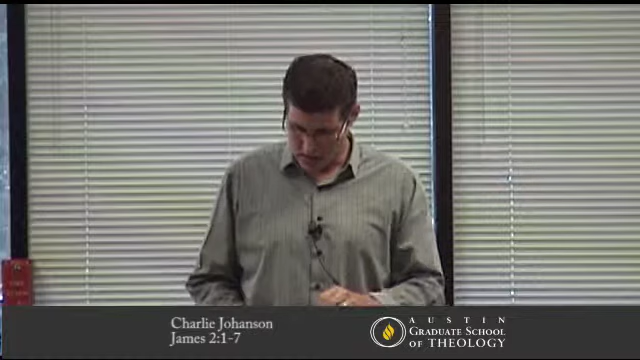 Charlie Johanson
James 2:1-7
AUSTIN
GRADUATE SCHOOL
OF THEOLOGY